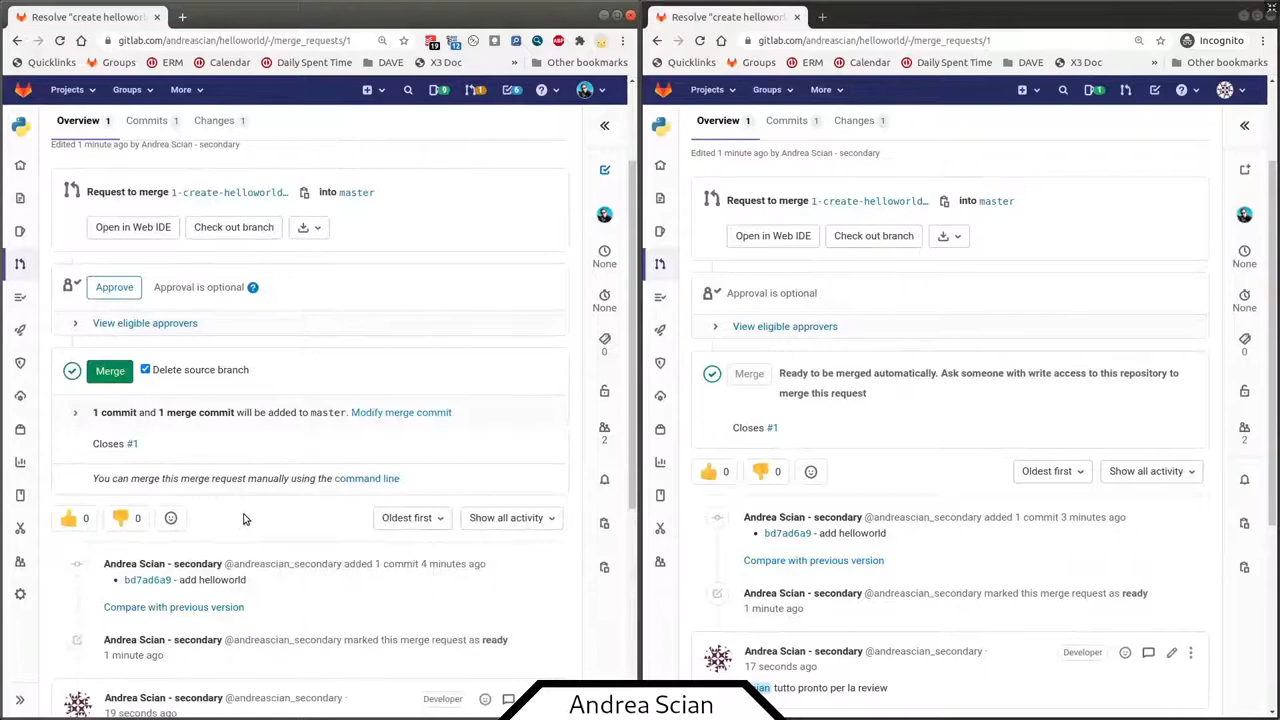 Resolve "create hellowor
gitlab.com/andreascian/helloworld/-/merge_requests/1
19
12
ABP
Quicklinks
Groups
ERM
Calendar
Daily Spent Time
DAVE
X3 Doc
»
Other bookmarks
Projects
Groups
More
9
1
6
Overview 1
Commits 1
Changes 1
Edited 1 minute ago by Andrea Scian - secondary
Request to merge 1-create-helloworld… into master
Open in Web IDE
Check out branch
Approve
Approval is optional
View eligible approvers
Merge
Delete source branch
1 commit and 1 merge commit will be added to master. Modify merge commit
Closes #1
You can merge this merge request manually using the command line
0
0
Oldest first
Show all activity
Andrea Scian - secondary @andreascian_secondary added 1 commit 4 minutes ago
bd7ad6a9 - add helloworld
Compare with previous version
Andrea Scian - secondary @andreascian_secondary marked this merge request as ready
1 minute ago
Andrea Scian - secondary @andreascian_secondary ·
Developer
19 seconds ago
None
None
0
2
Resolve "create hellowor
gitlab.com/andreascian/helloworld/-/merge_requests/1
Incognito
Quicklinks
Groups
ERM
Calendar
Daily Spent Time
DAVE
X3 Doc
»
Other bookmarks
Projects
Groups
More
1
Overview 1
Commits 1
Changes 1
Edited 1 minute ago by Andrea Scian - secondary
Request to merge 1-create-helloworld… into master
Open in Web IDE
Check out branch
Approval is optional
View eligible approvers
Merge
Ready to be merged automatically. Ask someone with write access to this repository to
merge this request
Closes #1
0
0
Oldest first
Show all activity
Andrea Scian - secondary @andreascian_secondary added 1 commit 3 minutes ago
bd7ad6a9 - add helloworld
Compare with previous version
Andrea Scian - secondary @andreascian_secondary marked this merge request as ready
1 minute ago
Andrea Scian - secondary @andreascian_secondary ·
Developer
17 seconds ago
tutto pronto per la review
None
None
0
2
Andrea Scian